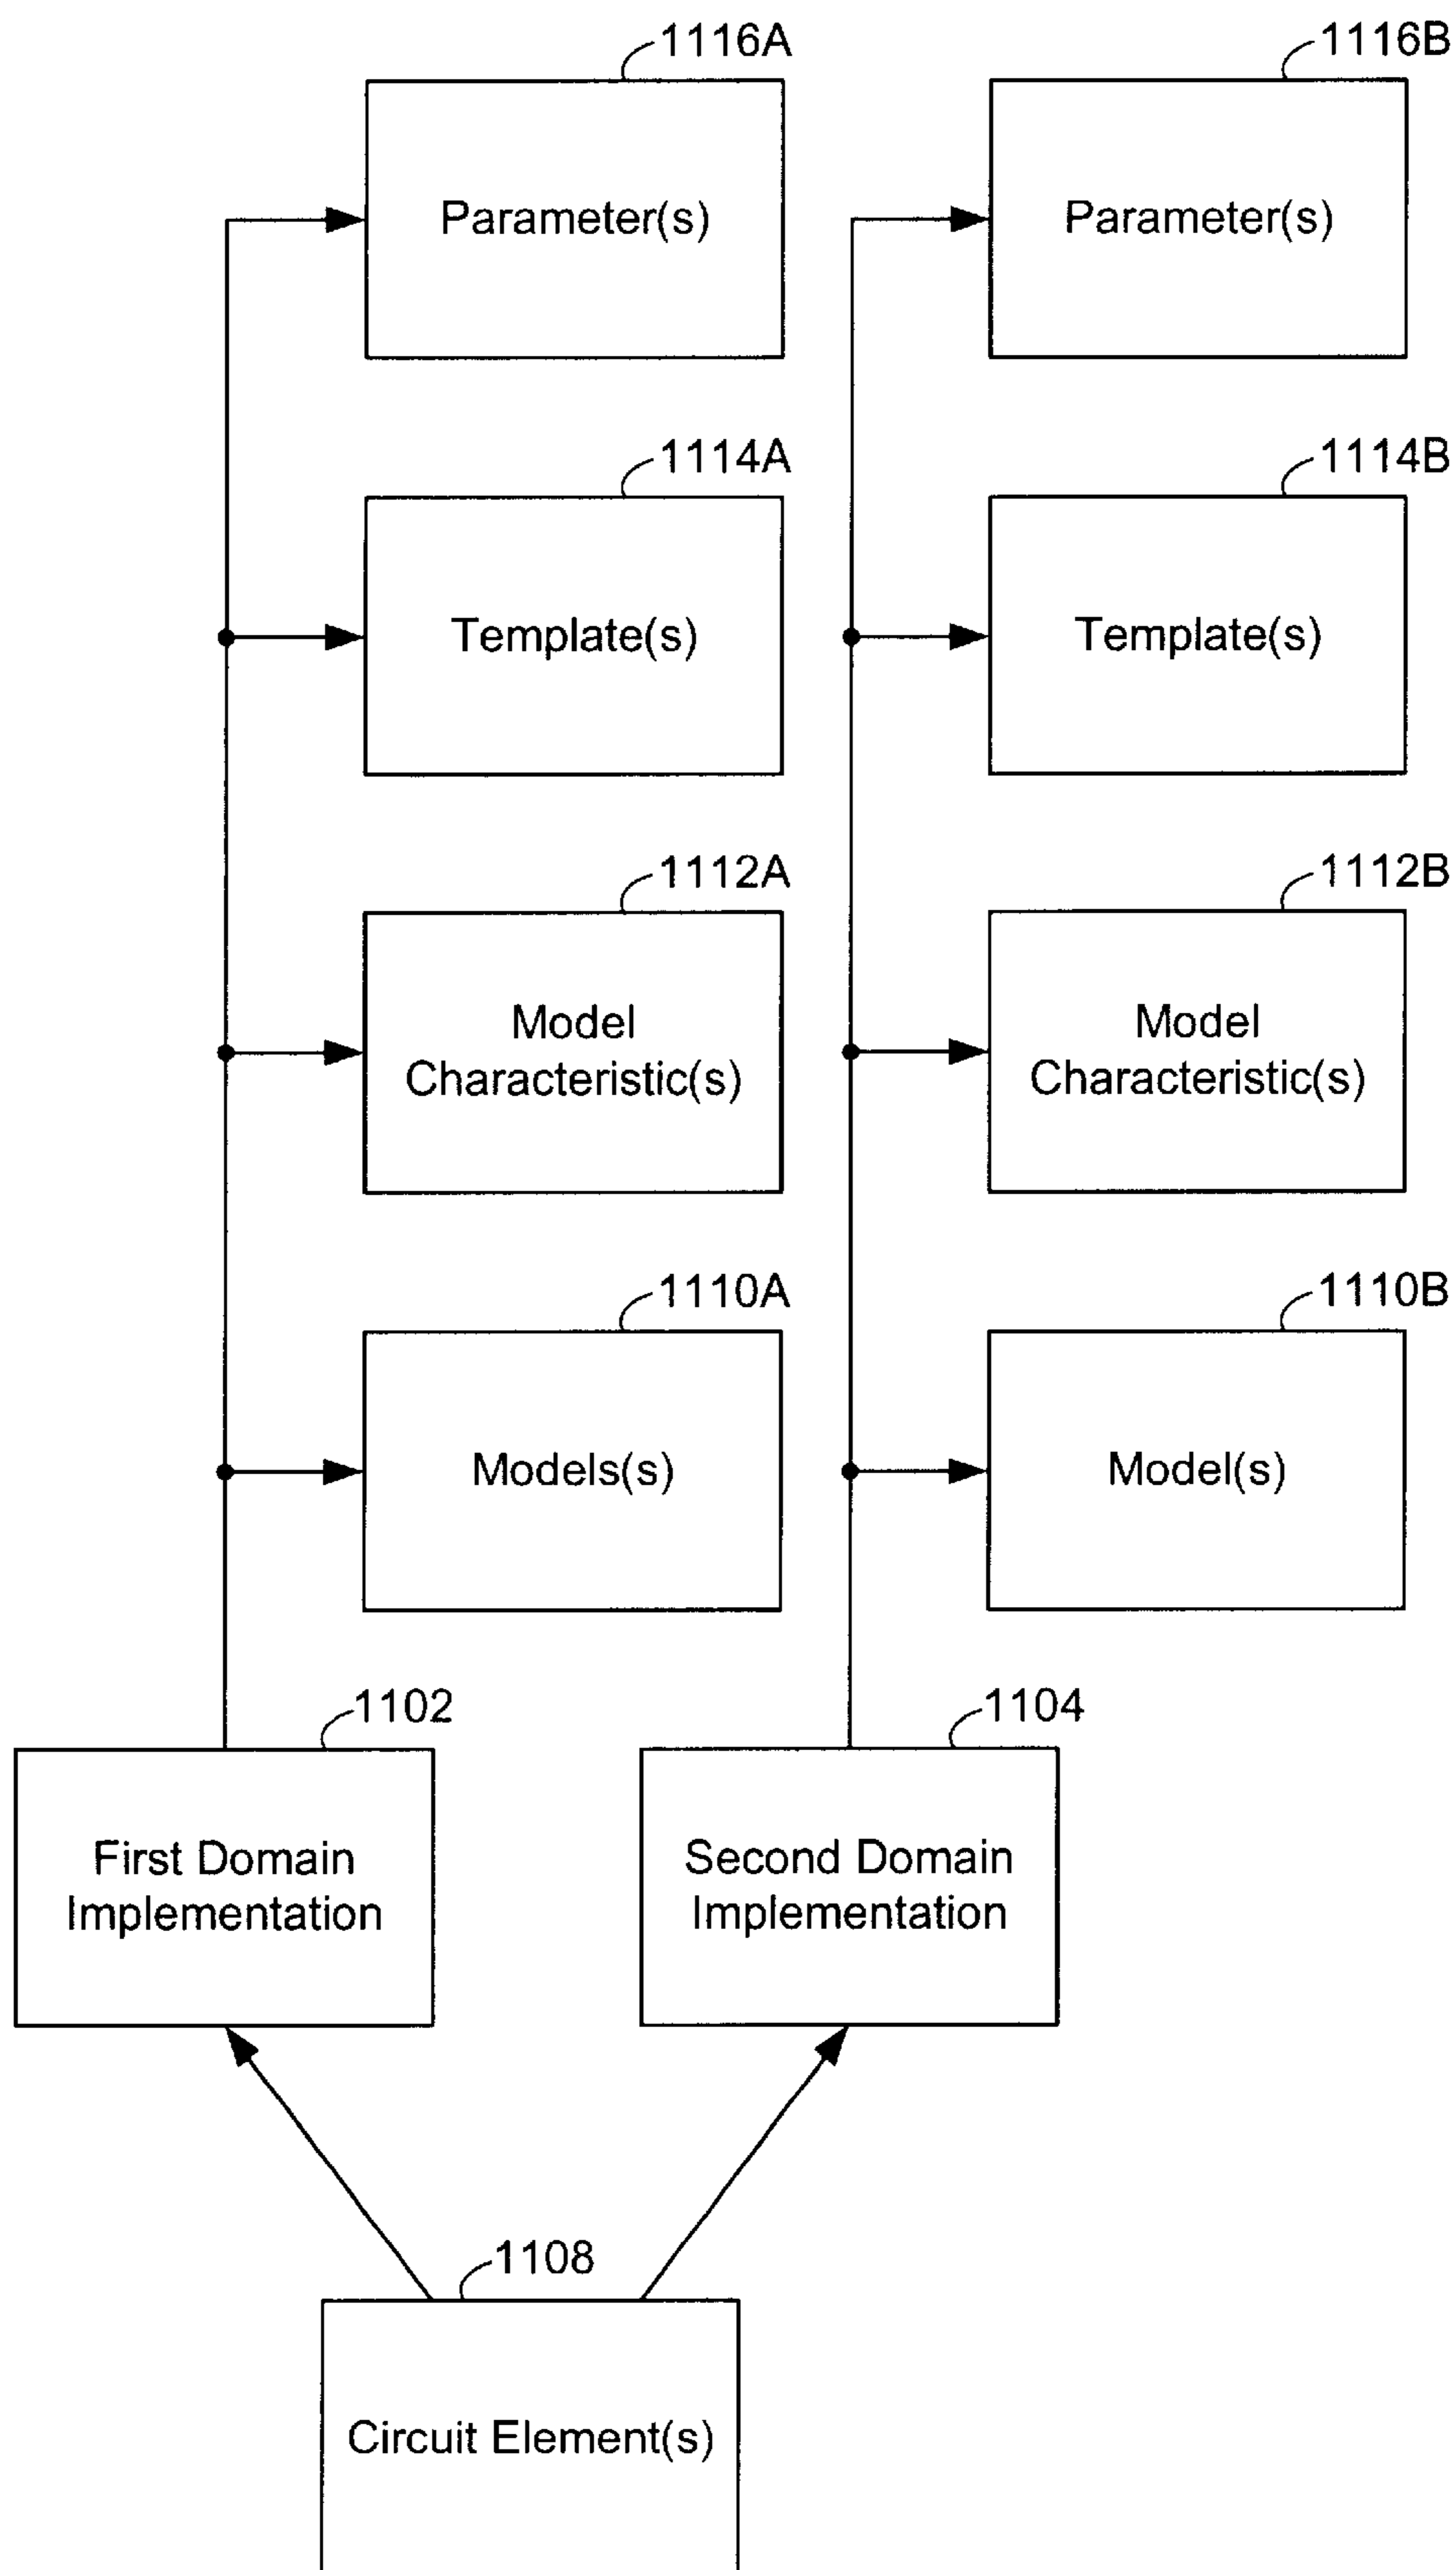 1116A
1116B
Parameter(s)
Parameter(s)
1114A
1114B
Template(s)
Template(s)
1112A
1112B
Model
Characteristic(s)
Model
Characteristic(s)
1110A
1110B
Models(s)
Model(s)
1102
1104
First Domain
Implementation
Second Domain
Implementation
1108
Circuit Element(s)